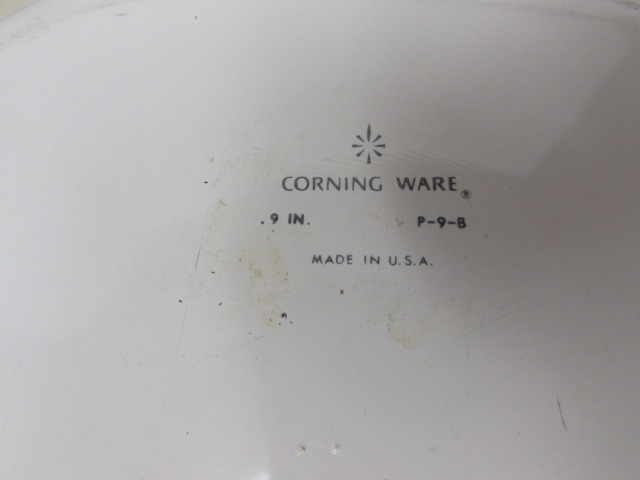 CORNING WARE®
.9 IN. P-9-B
MADE IN U.S.A.